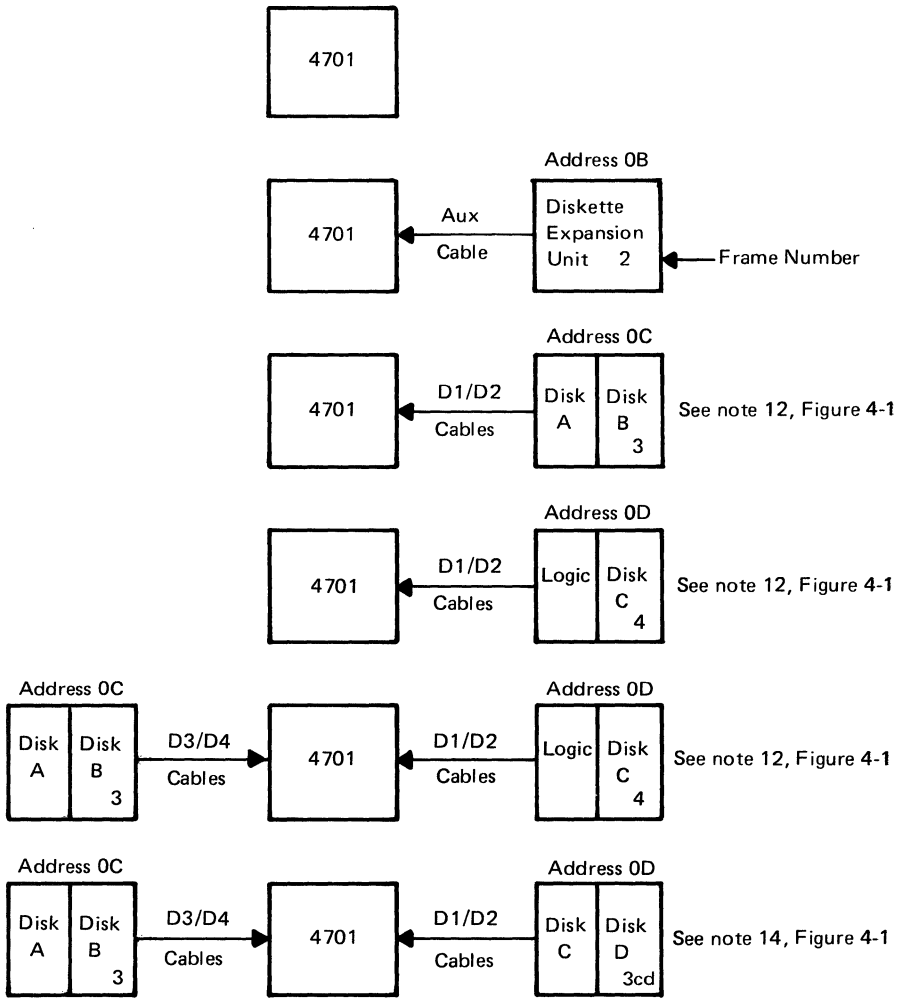 4701
Address 0B
4701
Aux
Cable
Diskette
Expansion
Unit 2
Frame Number
Address 0C
4701
D1/D2
Cables
Disk
A
Disk
B
3
See note 12, Figure 4-1
Address 0D
4701
D1/D2
Cables
Logic
Disk
C
4
See note 12, Figure 4-1
Address 0C
Disk
A
Disk
B
3
D3/D4
Cables
4701
D1/D2
Cables
Address 0D
Logic
Disk
C
4
See note 12, Figure 4-1
Address 0C
Disk
A
Disk
B
3
D3/D4
Cables
4701
D1/D2
Cables
Address 0D
Disk
C
Disk
D
3cd
See note 14, Figure 4-1